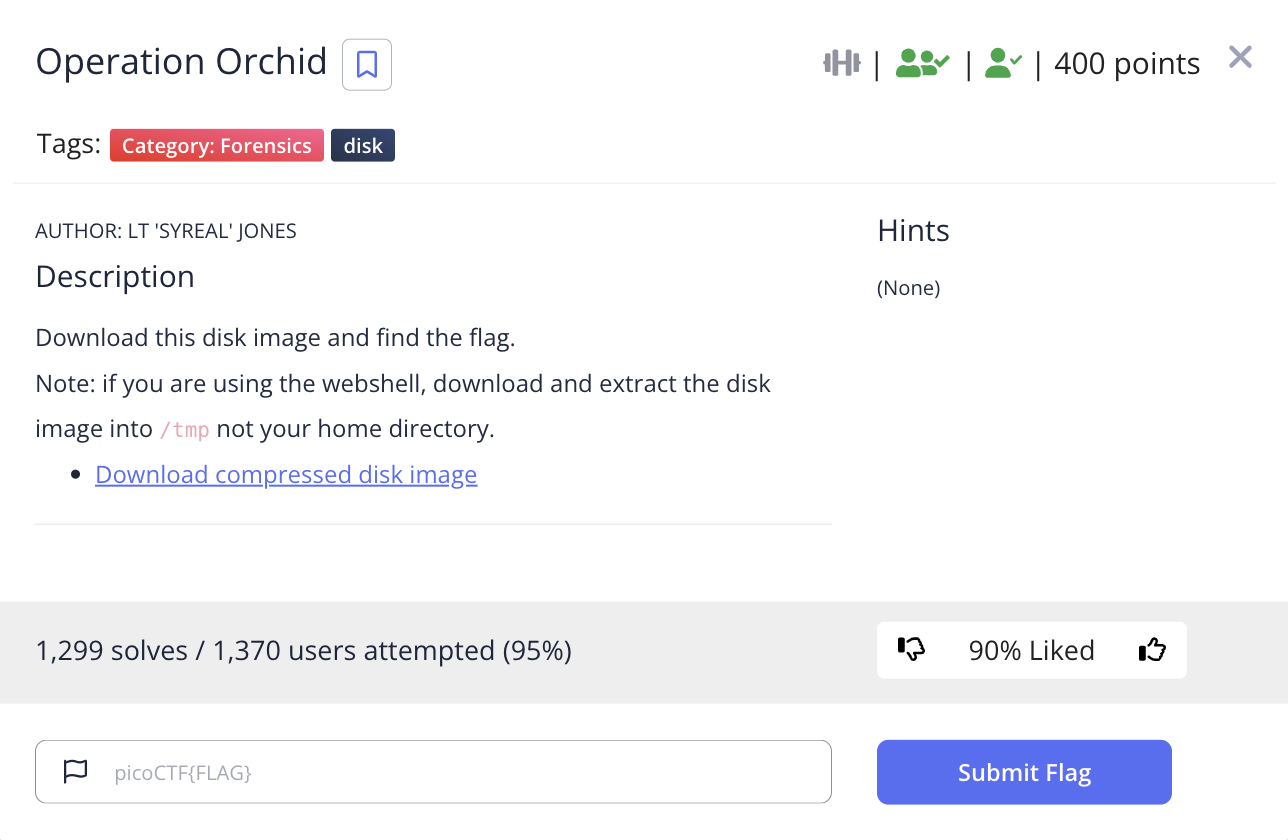 Operation Orchid
| | | 400 points
Tags: Category: Forensics disk
AUTHOR: LT 'SYREAL' JONES
Description
Download this disk image and find the flag.
Note: if you are using the webshell, download and extract the disk
image into /tmp not your home directory.
Download compressed disk image
Hints
(None)
1,299 solves / 1,370 users attempted (95%)
90% Liked
picoCTF{FLAG}
Submit Flag